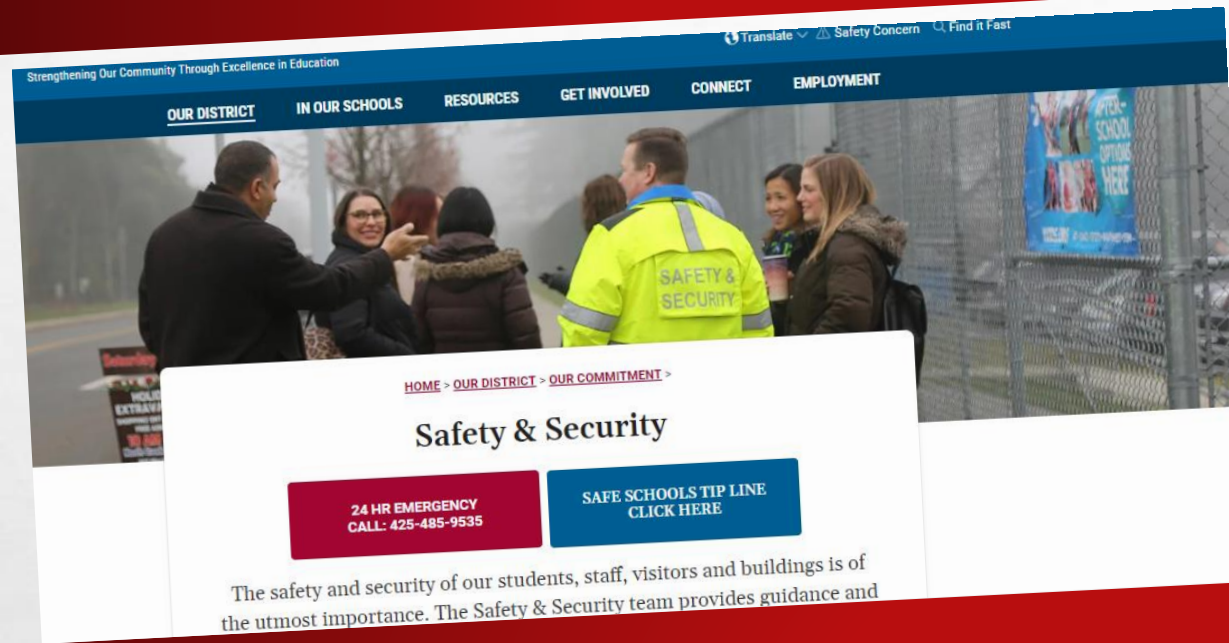 Translate Safety Concern Find it Fast
Strengthening Our Community Through Excellence in Education
OUR DISTRICT IN OUR SCHOOLS RESOURCES GET INVOLVED CONNECT EMPLOYMENT
AFTER-
SCHOOL
OPTIONS
HERE
SAFETY &
SECURITY
Saturday
10 AM
HOME > OUR DISTRICT > OUR COMMITMENT >
Safety & Security
24 HR EMERGENCY
CALL: 425-485-9535
SAFE SCHOOLS TIP LINE
CLICK HERE
The safety and security of our students, staff, visitors and buildings is of
the utmost importance. The Safety & Security team provides guidance and